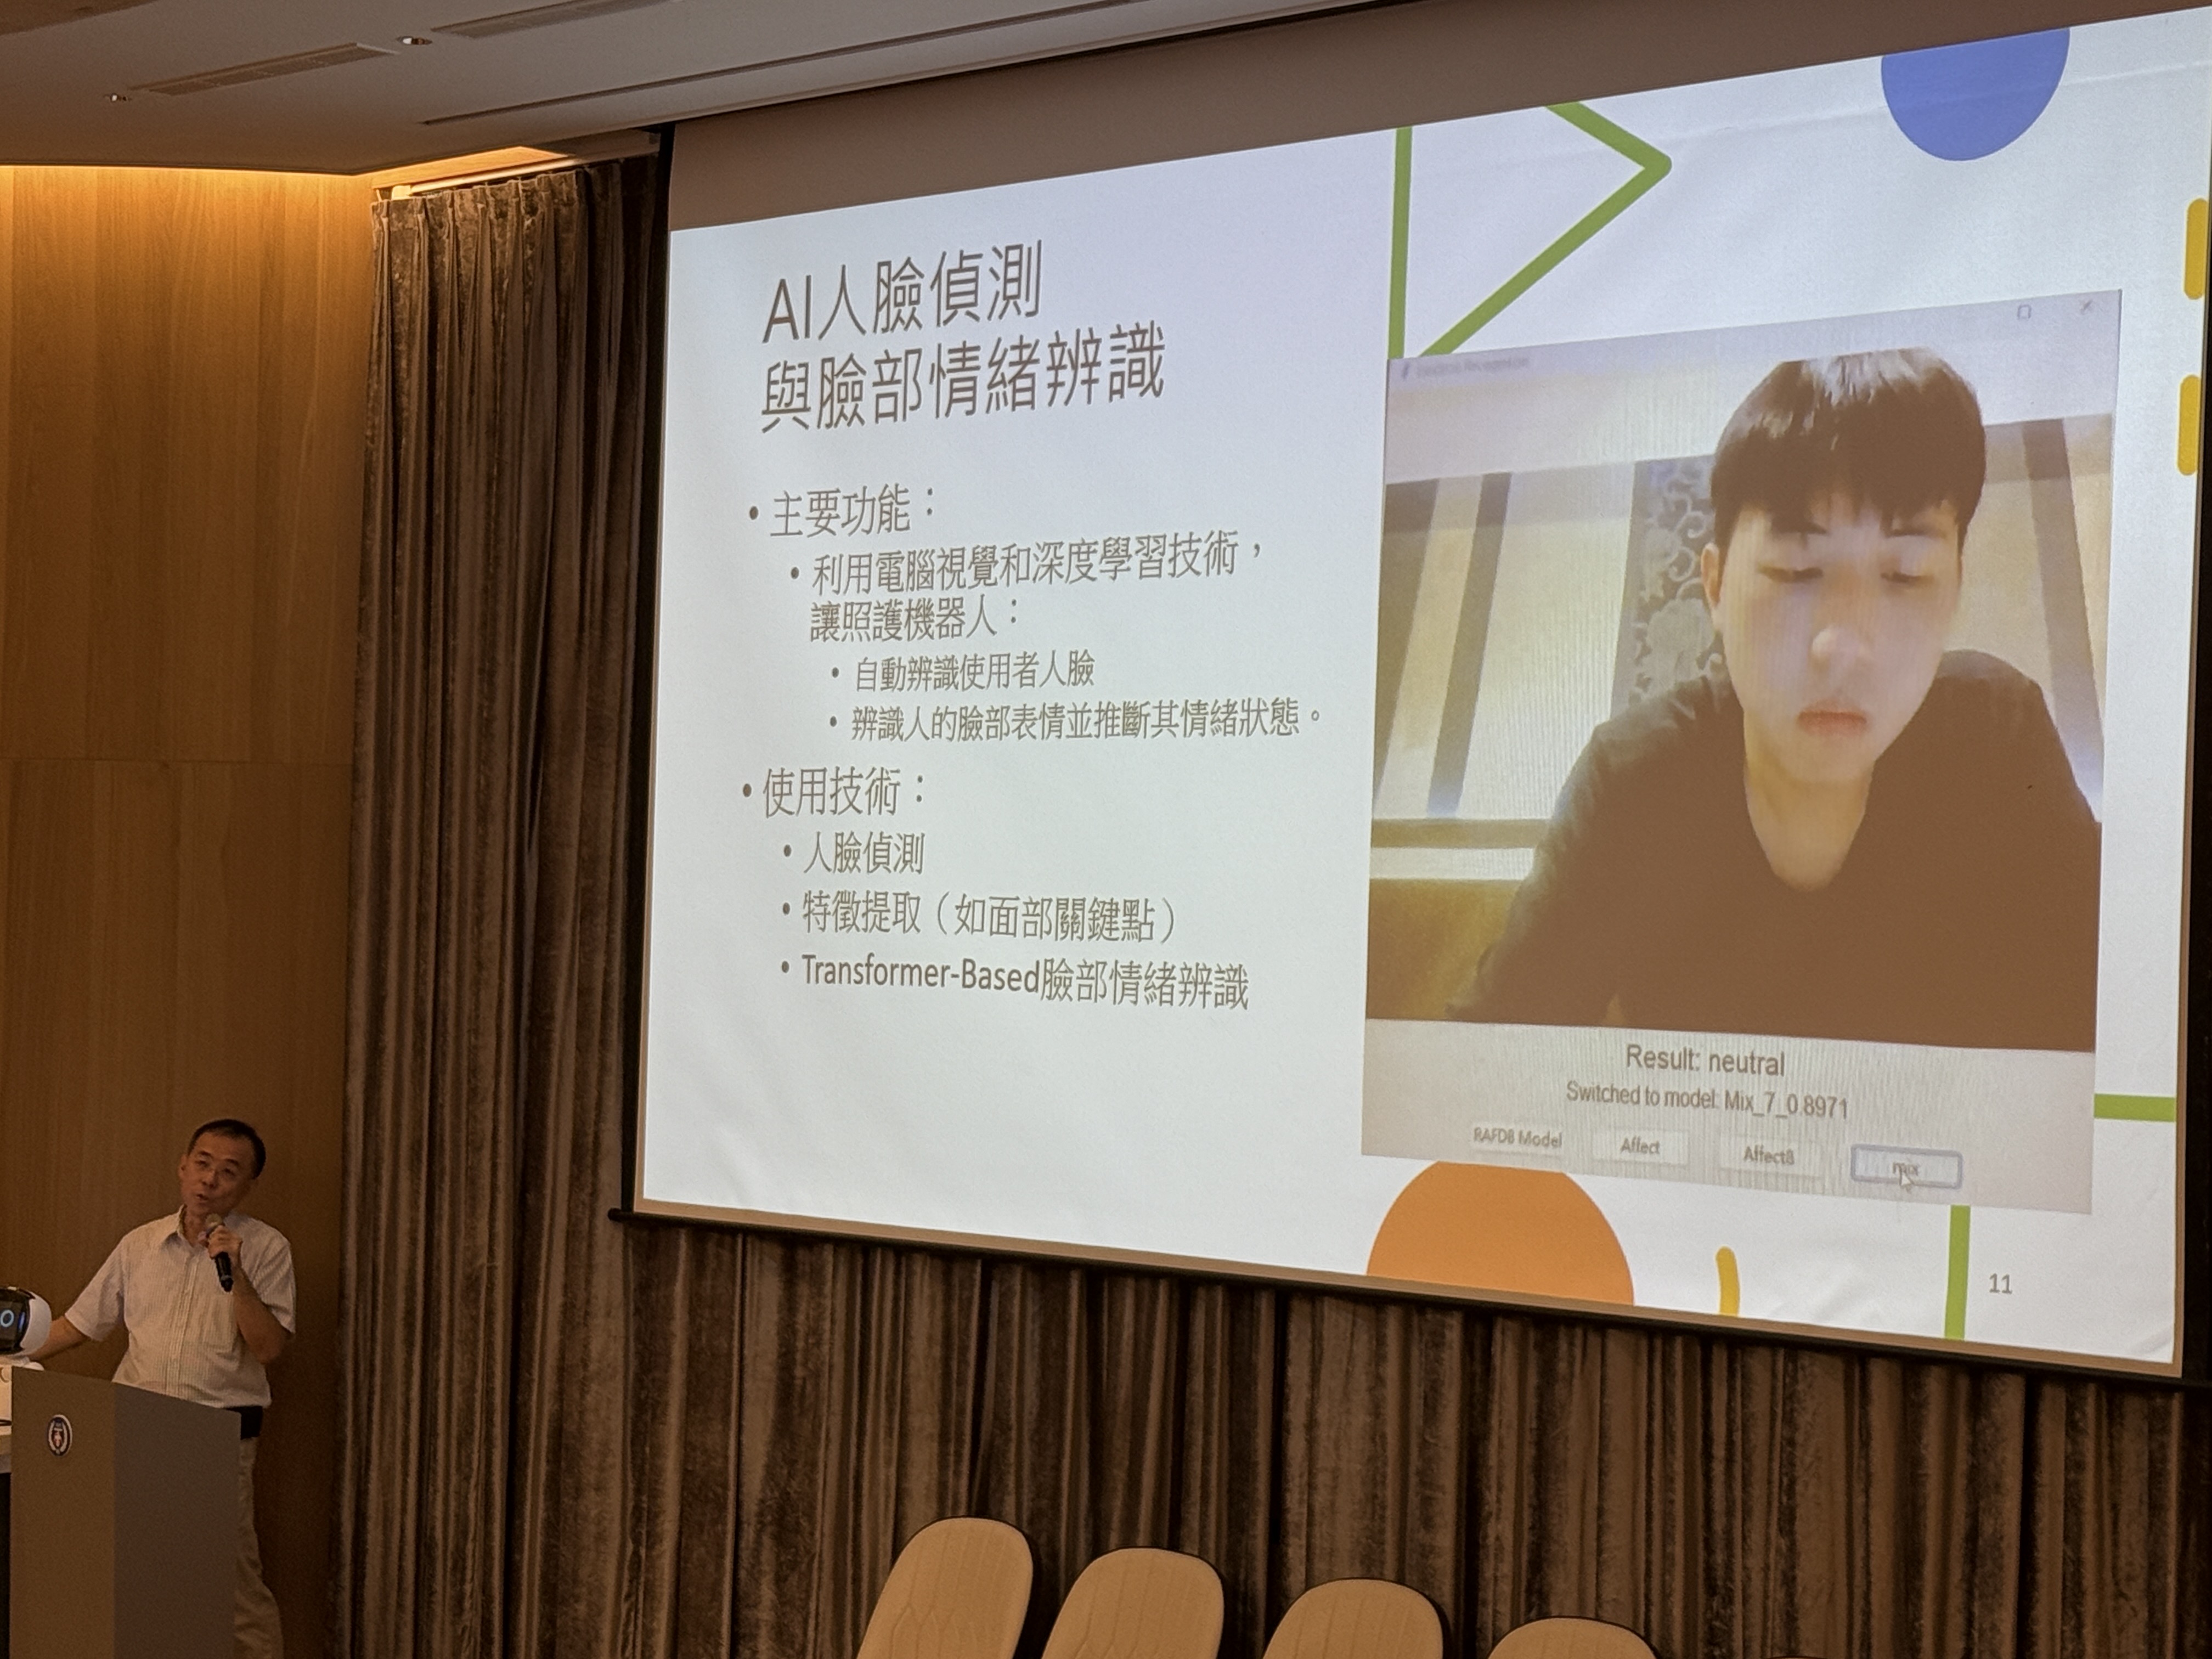 AI人臉偵測
與臉部情緒辨識
• 主要功能：
• 利用電腦視覺和深度學習技術，
讓照護機器人：
• 自動辨識使用者人臉
• 辨識人的臉部表情並推斷其情緒狀態。
• 使用技術：
• 人臉偵測
• 特徵提取（如面部關鍵點）
• Transformer-Based臉部情緒辨識
Result: neutral
Switched to model: Mix_7_0.8971
RAFDB Model Affect Affect8 mix
11